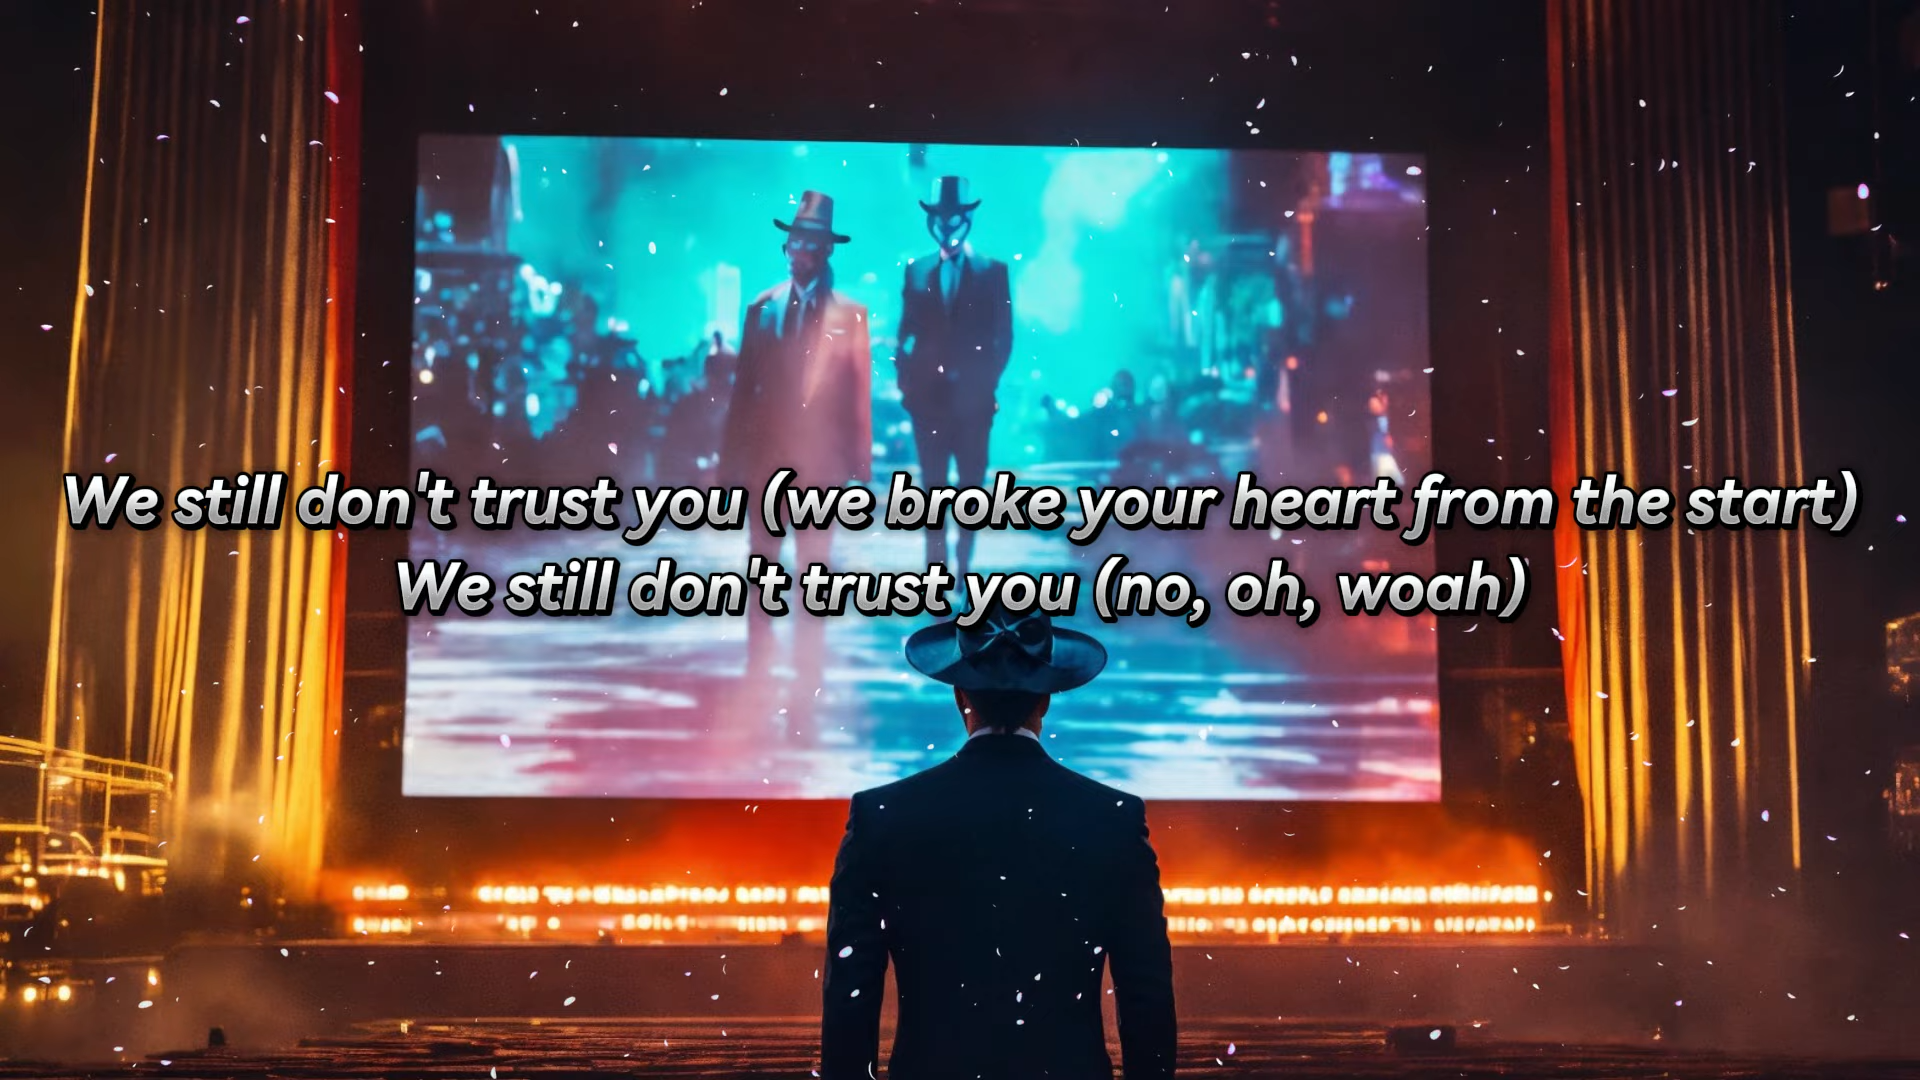 We still don't trust you (we broke your heart from the start)
We still don't trust you (no, oh, woah)